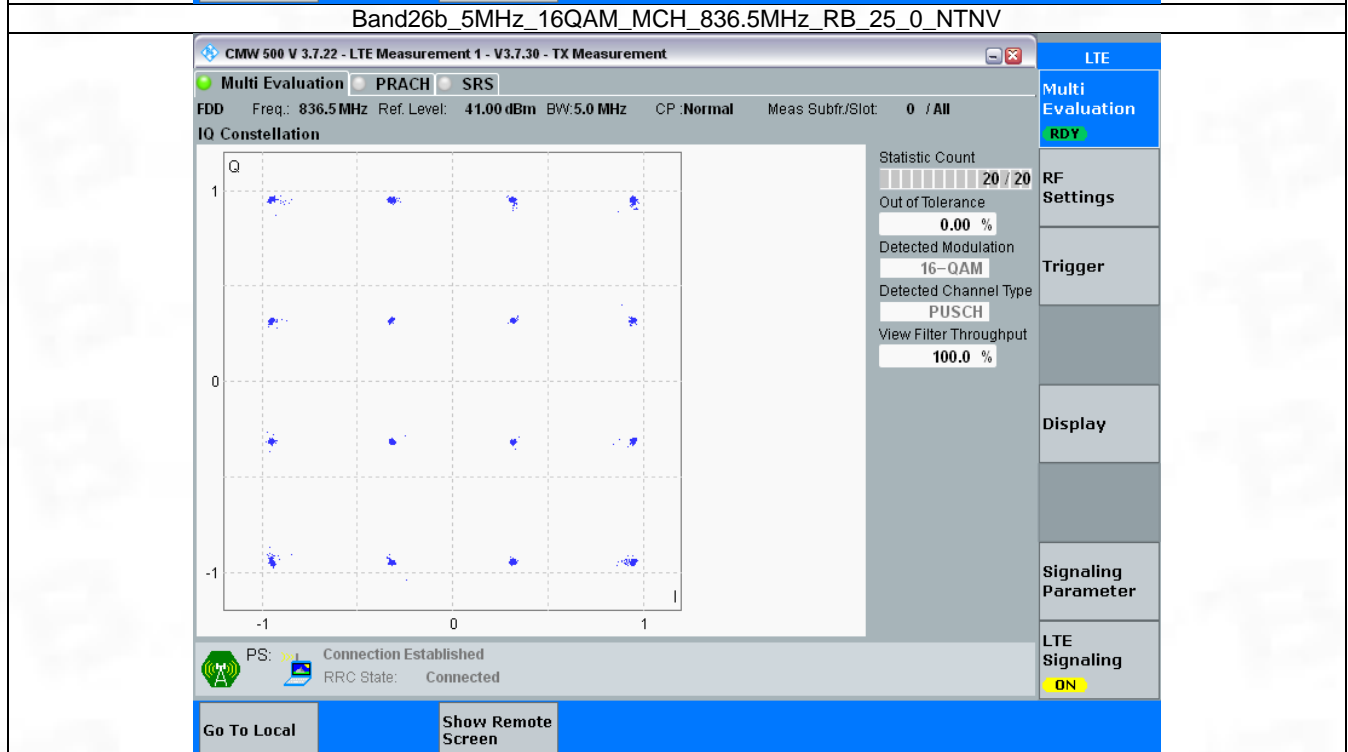 Band26b_5MHz_16QAM_MCH_836.5MHz_RB_25_0_NTNV
CMW 500 V 3.7.22 - LTE Measurement 1 - V3.7.30 - TX Measurement
LTE
Multi Evaluation PRACH SRS
Multi
Evaluation
RDY
FDD Freq.: 836.5 MHz Ref. Level: 41.00 dBm BW:5.0 MHz CP :Normal Meas Subfr./Slot: 0 / All
IQ Constellation
Q
1
0
-1
I
-1 0 1
Statistic Count
20 / 20
Out of Tolerance
0.00 %
Detected Modulation
16-QAM
Detected Channel Type
PUSCH
View Filter Throughput
100.0 %
RF
Settings
Trigger
Display
Signaling
Parameter
LTE
Signaling
ON
PS: Connection Established
RRC State: Connected
Go To Local
Show Remote
Screen